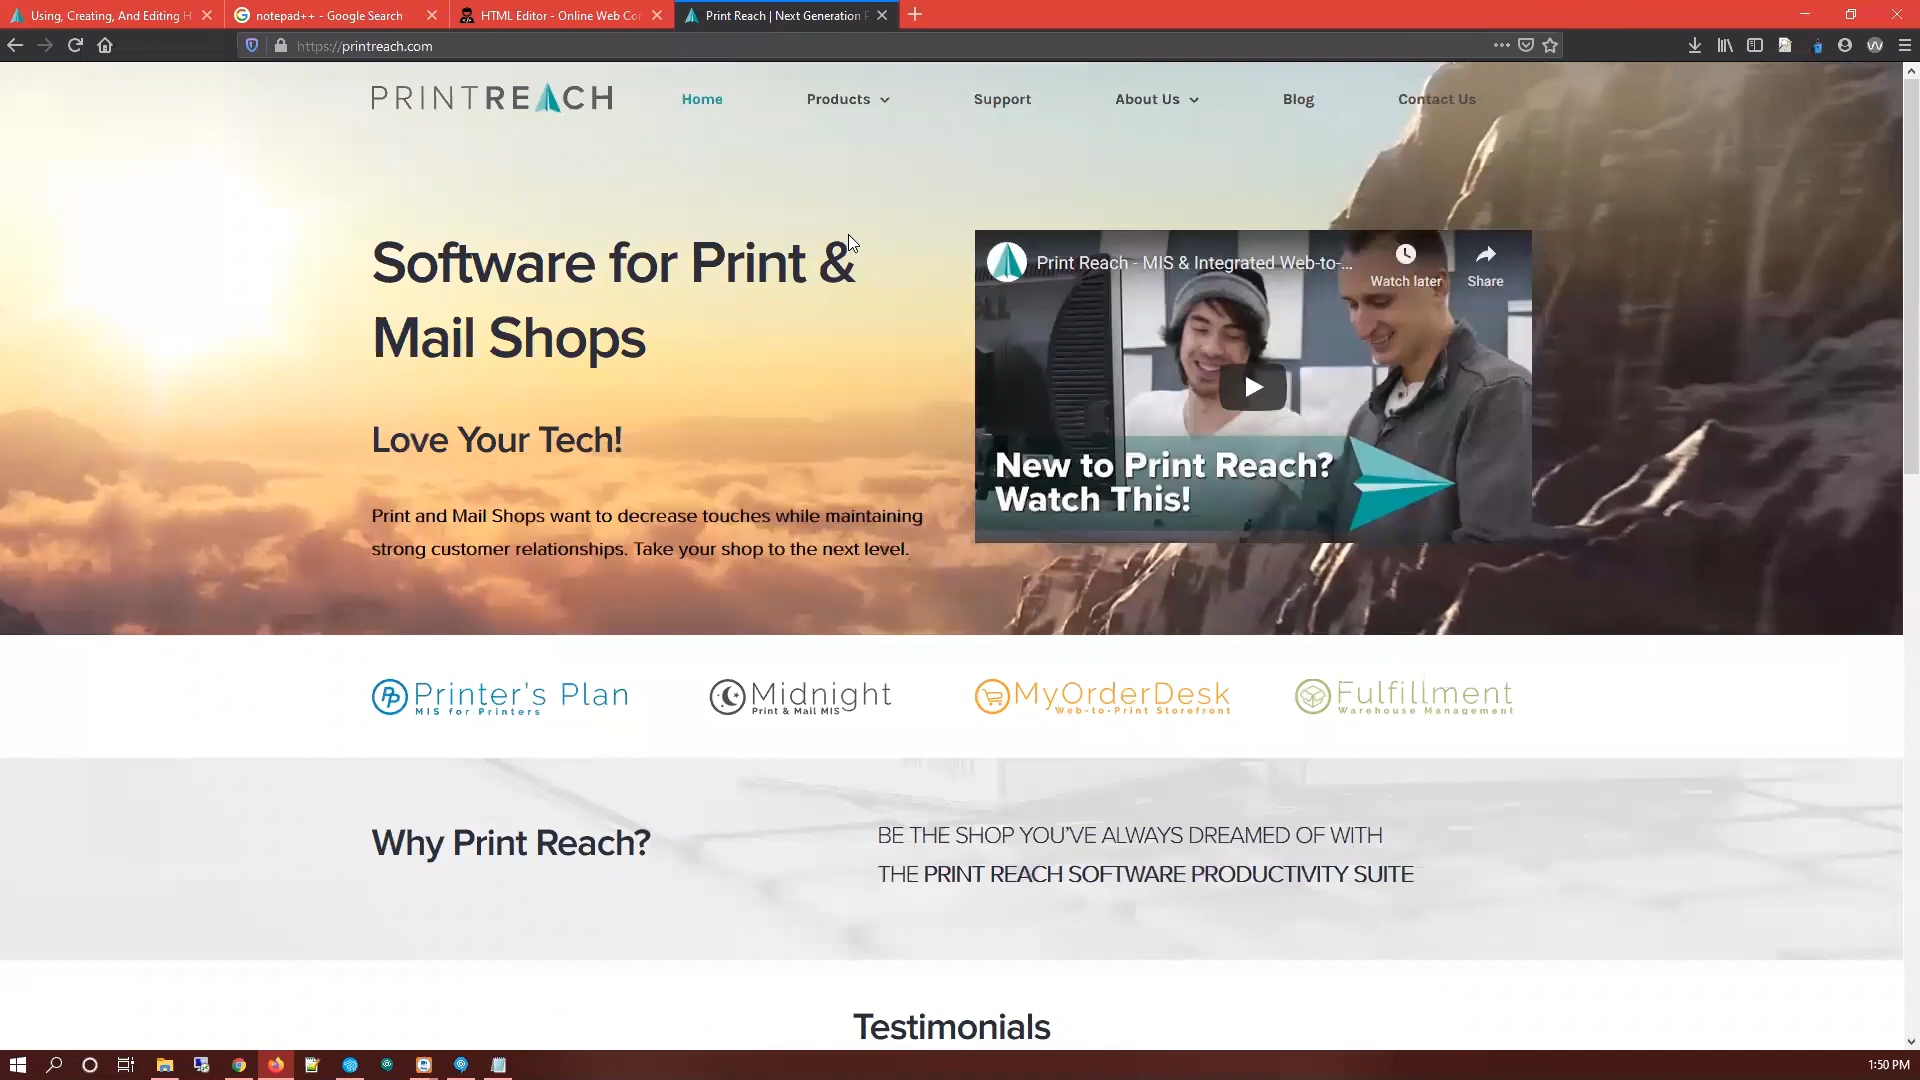 Using, Creating, And Editing H
notepad++ - Google Search
HTML Editor - Online Web Cor
Print Reach | Next Generation P
https://printreach.com
PRINTREACH
Home
Products
Support
About Us
Blog
Contact Us
Software for Print &
Mail Shops
Love Your Tech!
Print and Mail Shops want to decrease touches while maintaining
strong customer relationships. Take your shop to the next level.
Print Reach - MIS & Integrated Web-to-...
Watch later
Share
New to Print Reach?
Watch This!
Printer's Plan
MIS for Printers
Midnight
Print & Mail MIS
MyOrderDesk
Web-to-Print Storefront
Fulfillment
Warehouse Management
Why Print Reach?
BE THE SHOP YOU'VE ALWAYS DREAMED OF WITH
THE PRINT REACH SOFTWARE PRODUCTIVITY SUITE
Testimonials
1:50 PM